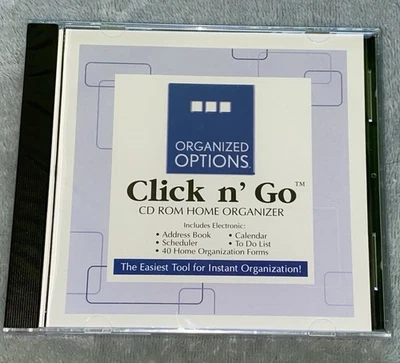 ORGANIZED
OPTIONS™
Click n' Go™
CD ROM HOME ORGANIZER
Includes Electronic:
• Address Book • Calendar
• Scheduler • To Do List
• 40 Home Organization Forms
The Easiest Tool for Instant Organization!